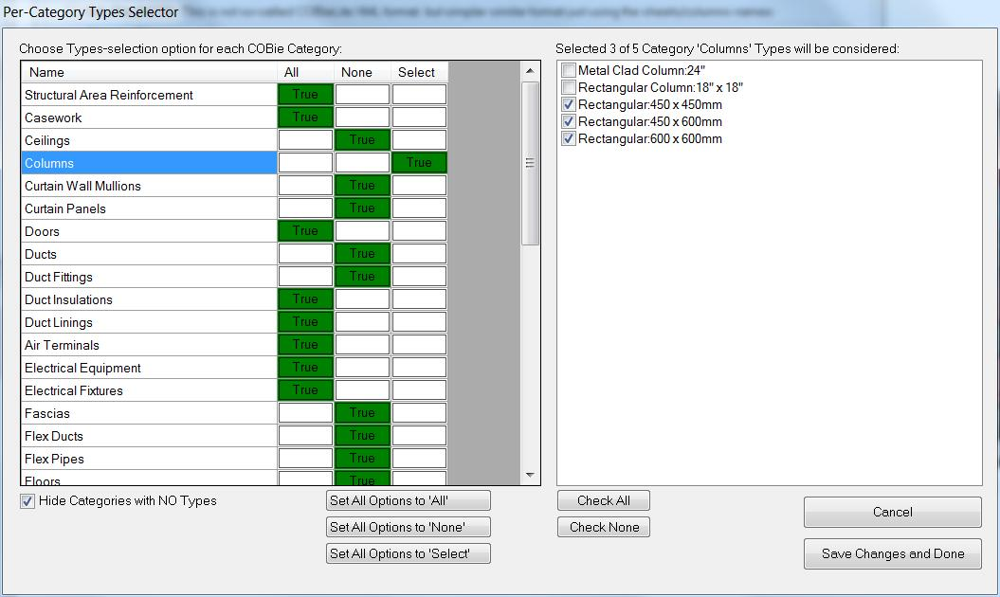 Per-Category Types Selector
Choose Types-selection option for each COBie Category:
Name All None Select
Structural Area Reinforcement True
Casework True
Ceilings True
Columns True
Curtain Wall Mullions True
Curtain Panels True
Doors True
Ducts True
Duct Fittings True
Duct Insulations True
Duct Linings True
Air Terminals True
Electrical Equipment True
Electrical Fixtures True
Fascias True
Flex Ducts True
Flex Pipes True
Floors True
Hide Categories with NO Types
Set All Options to 'All'
Set All Options to 'None'
Set All Options to 'Select'
Selected 3 of 5 Category 'Columns' Types will be considered:
Metal Clad Column:24"
Rectangular Column:18" x 18"
Rectangular:450 x 450mm
Rectangular:450 x 600mm
Rectangular:600 x 600mm
Check All
Check None
Cancel
Save Changes and Done